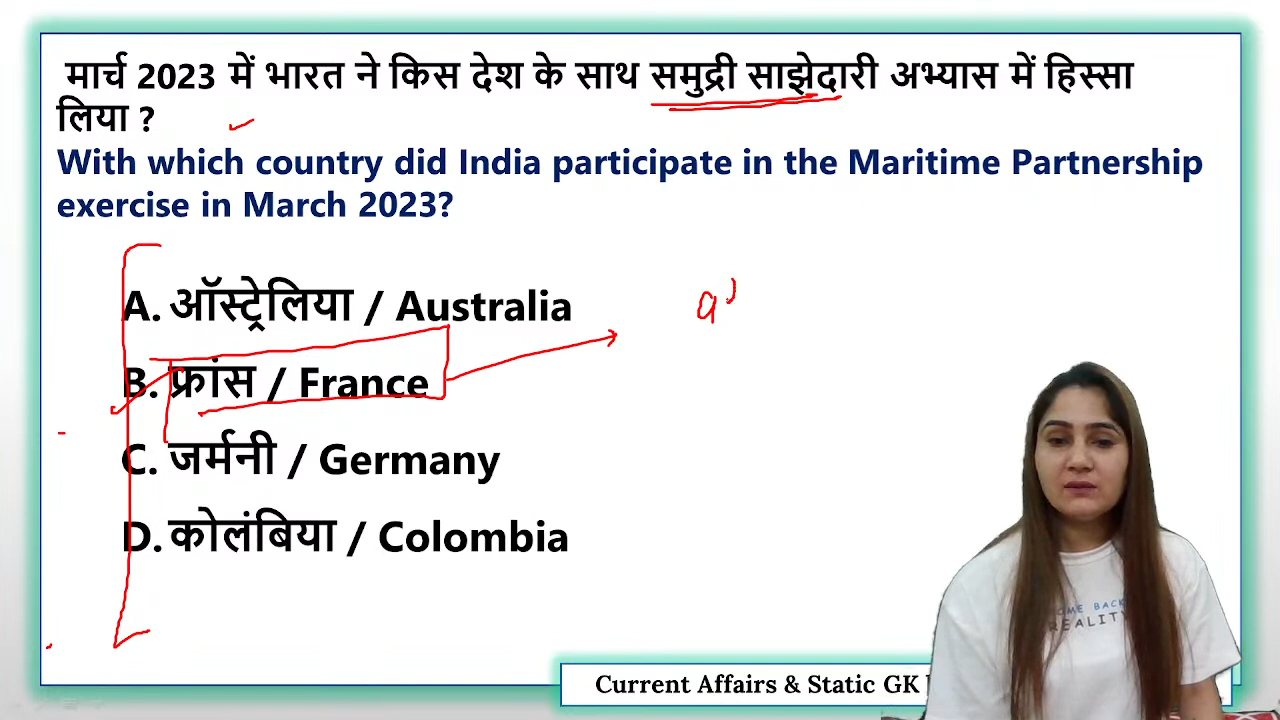 मार्च 2023 में भारत ने किस देश के साथ समुद्री साझेदारी अभ्यास में हिस्सा
लिया ?
With which country did India participate in the Maritime Partnership
exercise in March 2023?
A. ऑस्ट्रेलिया / Australia
B. फ्रांस / France
C. जर्मनी / Germany
D. कोलंबिया / Colombia
Current Affairs & Static GK
REALITY